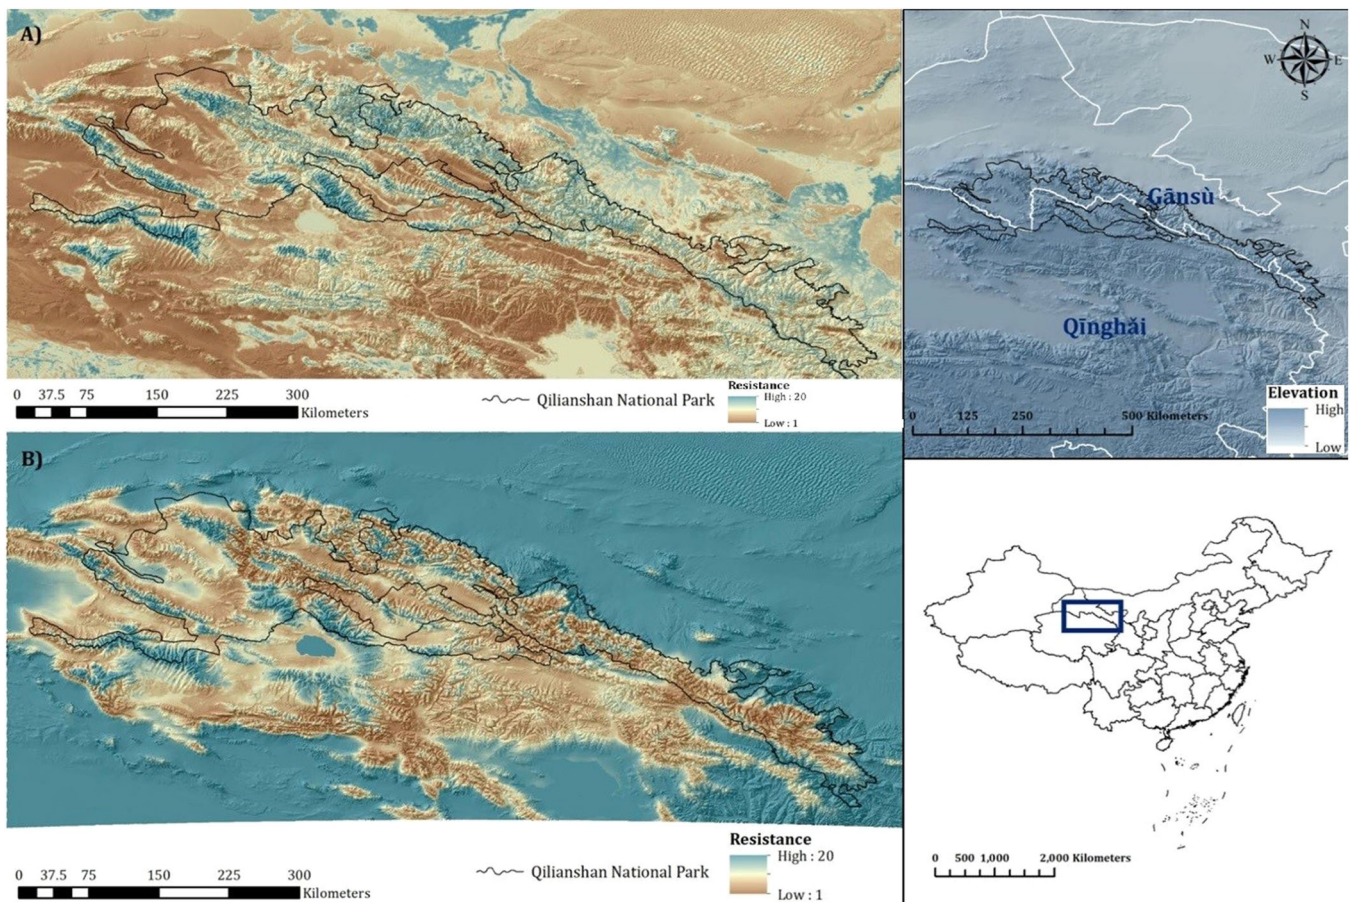 A)
0 37.5 75 150 225 300
Kilometers
Qilianshan National Park
Resistance
High : 20
Low : 1
B)
0 37.5 75 150 225 300
Kilometers
Qilianshan National Park
Resistance
High : 20
Low : 1
N
W E
S
Gānsù
Qīnghǎi
0 125 250 500 Kilometers
Elevation
High
Low
0 500 1,000 2,000 Kilometers